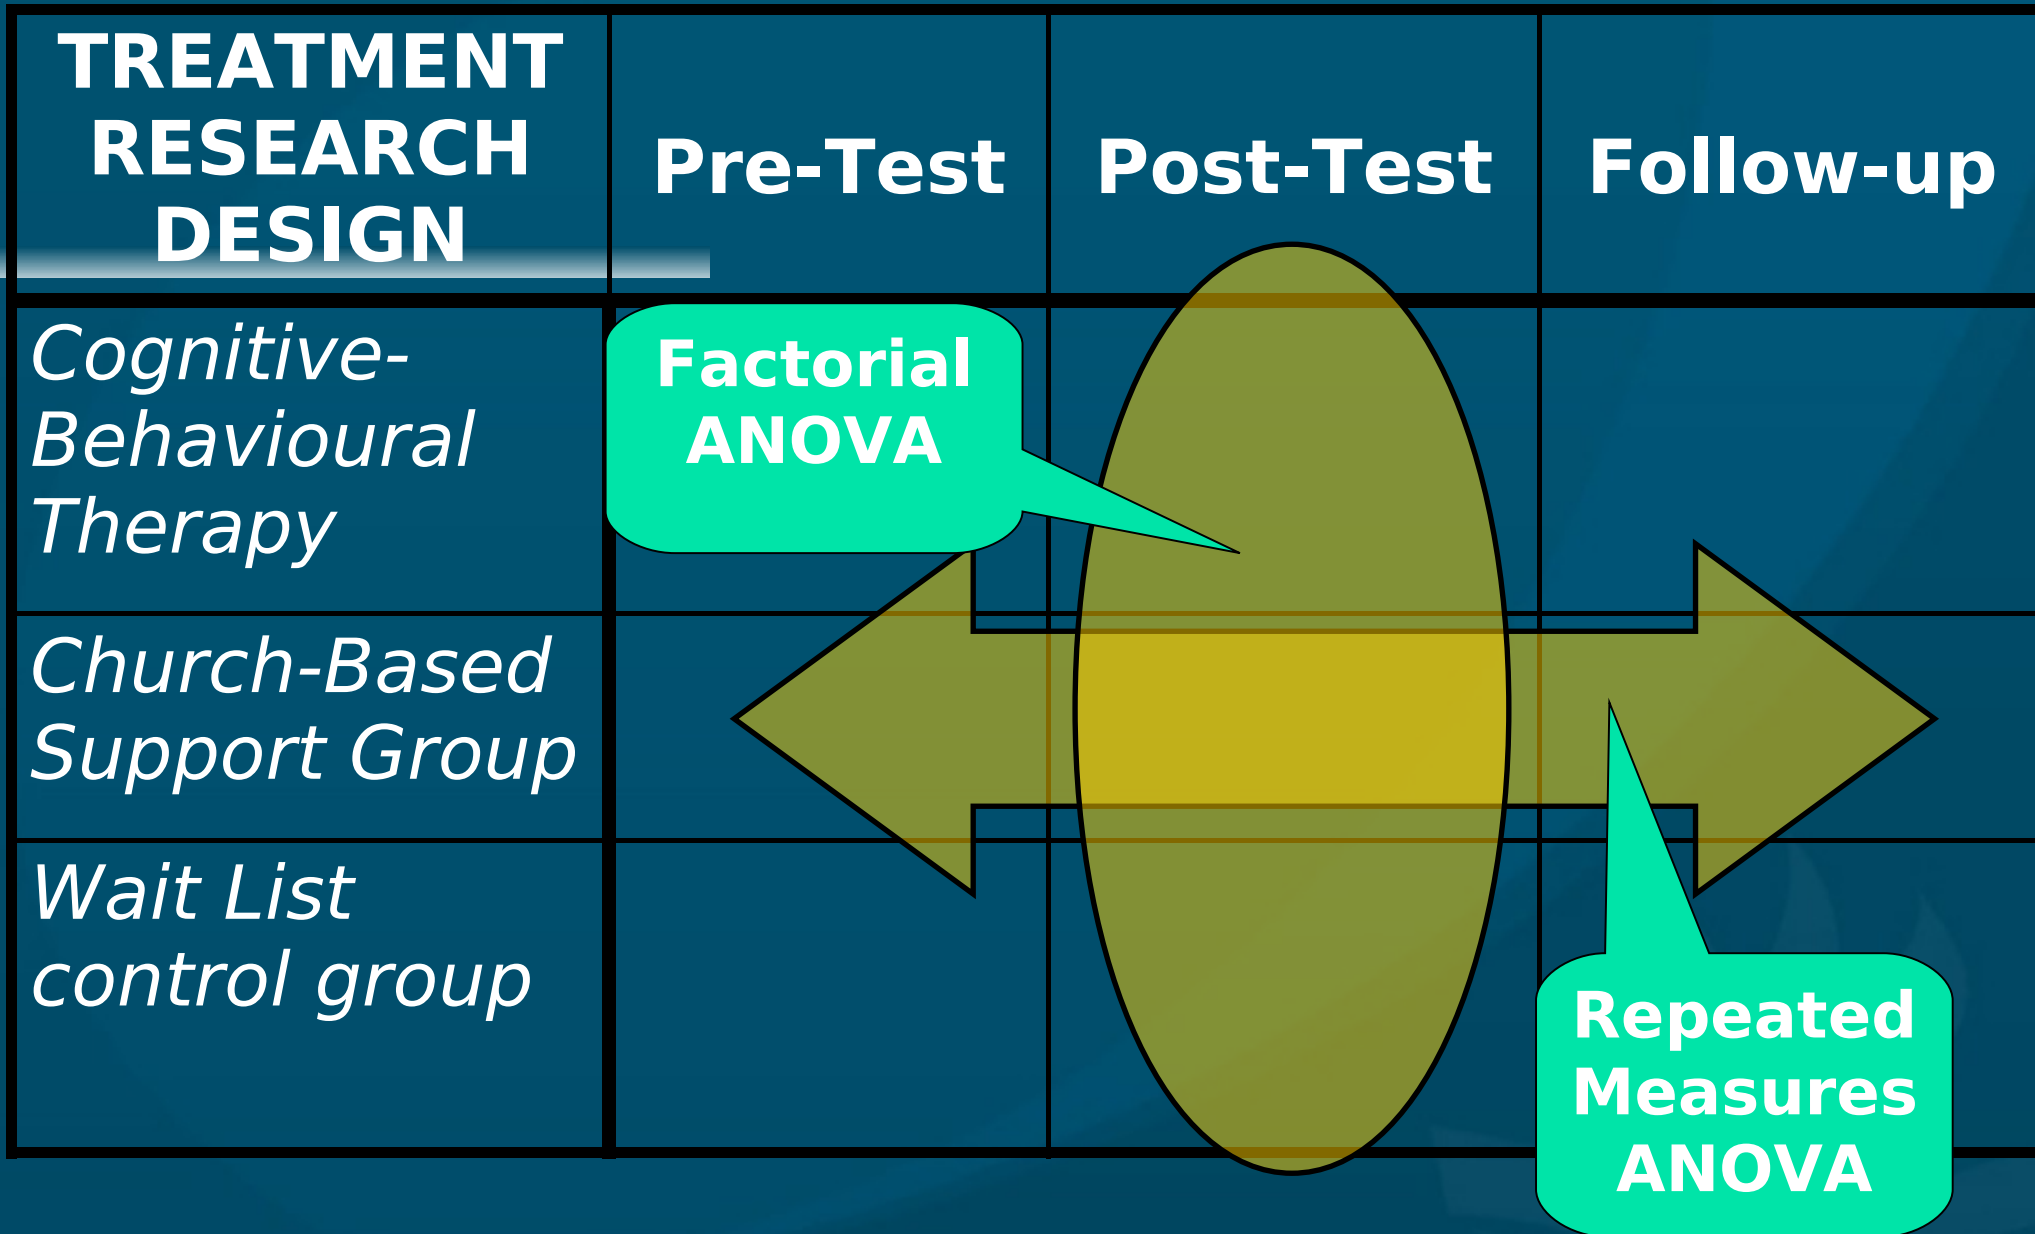 TREATMENT
RESEARCH
DESIGN
Pre-Test
Post-Test
Follow-up
Cognitive-
Behavioural
Therapy
Factorial
ANOVA
Church-Based
Support Group
Wait List
control group
Repeated
Measures
ANOVA